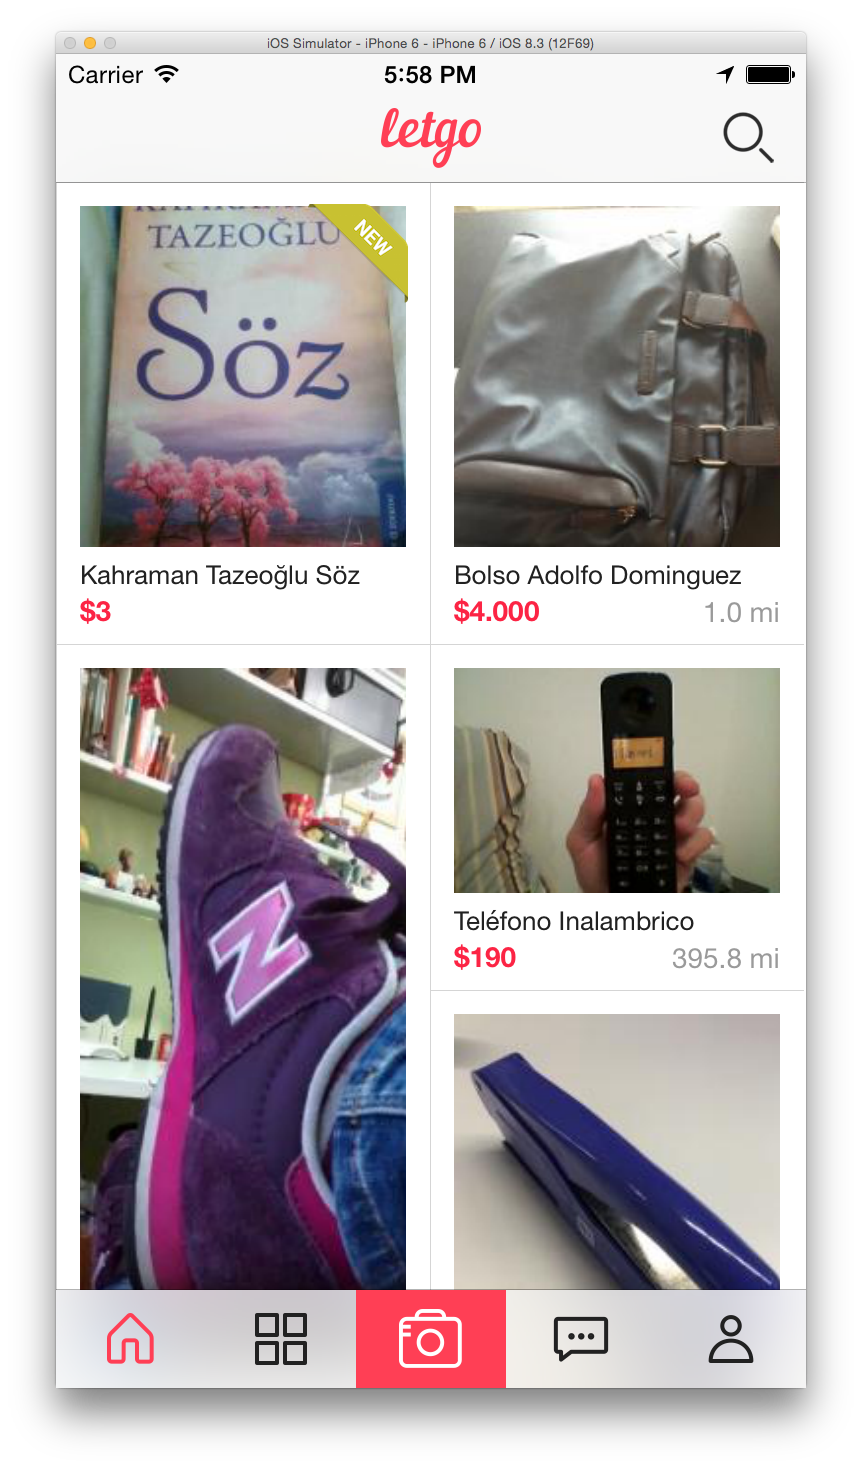 iOS Simulator - iPhone 6 - iPhone 6 / iOS 8.3 (12F69)
Carrier
5:58 PM
letgo
TAZEOĞLU
NEW
Söz
Kahraman Tazeoğlu Söz
$3
Bolso Adolfo Dominguez
$4.000
1.0 mi
N
Teléfono Inalambrico
$190
395.8 mi